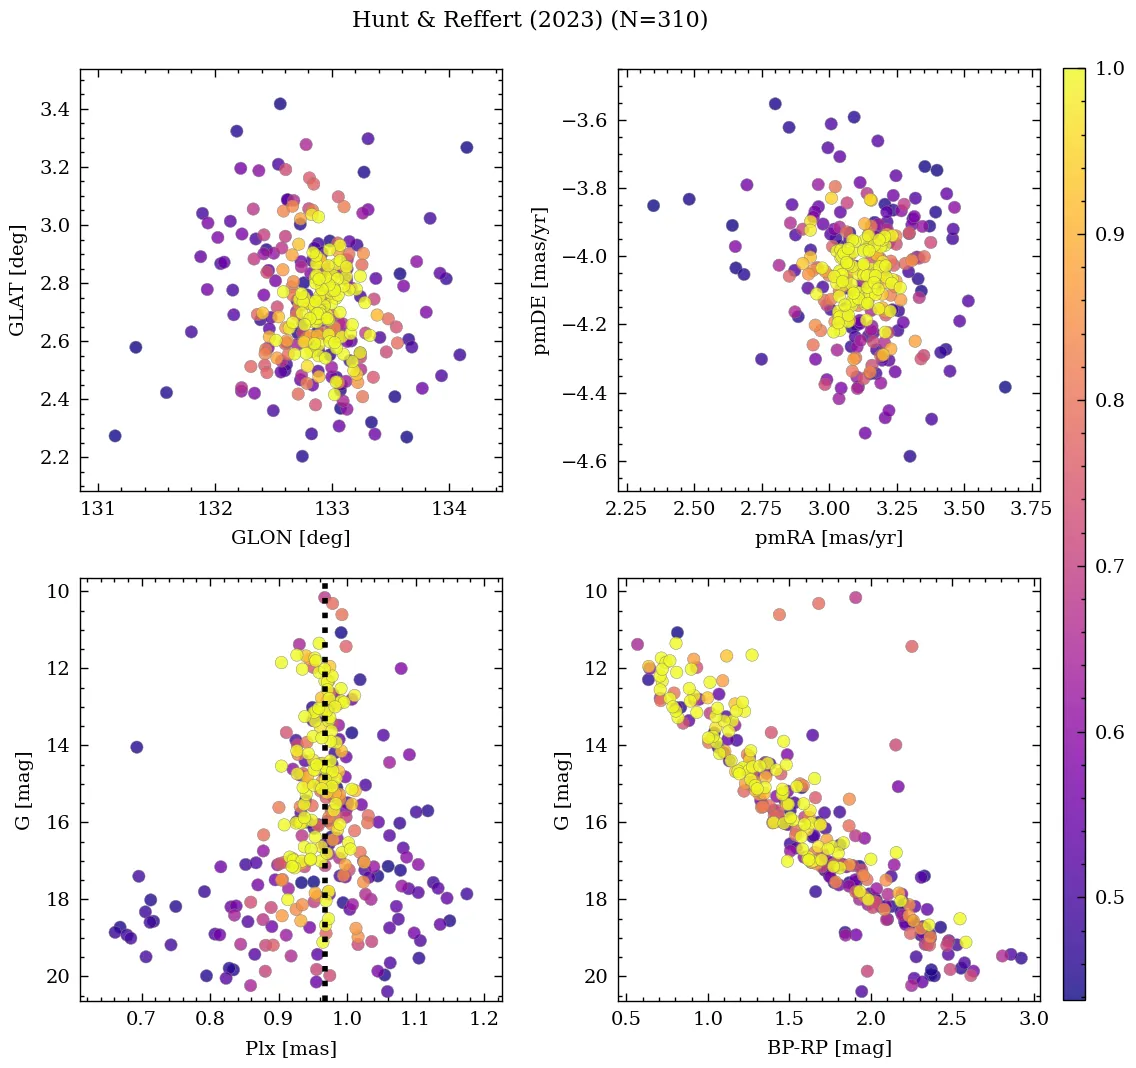 Hunt & Reffert (2023) (N=310)
3.4
3.2
3.0
2.8
2.6
2.4
2.2
GLAT [deg]
131 132 133 134
GLON [deg]
−3.6
−3.8
−4.0
−4.2
−4.4
−4.6
pmDE [mas/yr]
2.25 2.50 2.75 3.00 3.25 3.50 3.75
pmRA [mas/yr]
1.0
0.9
0.8
0.7
0.6
0.5
10
12
14
16
18
20
G [mag]
0.7 0.8 0.9 1.0 1.1 1.2
Plx [mas]
10
12
14
16
18
20
G [mag]
0.5 1.0 1.5 2.0 2.5 3.0
BP-RP [mag]